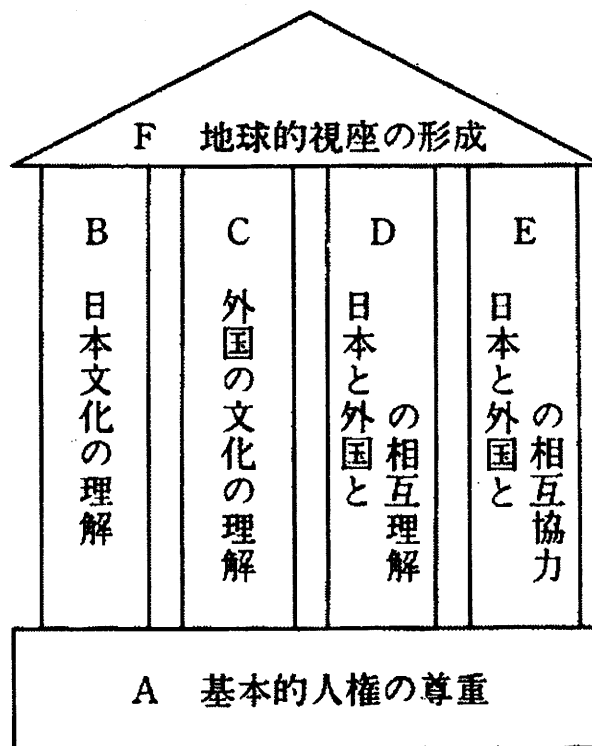 F 地球的視座の形成
B
日本文化の理解
C
外国の文化の理解
D
日本と外国と
の相互理解
E
日本と外国と
の相互協力
A 基本的人権の尊重